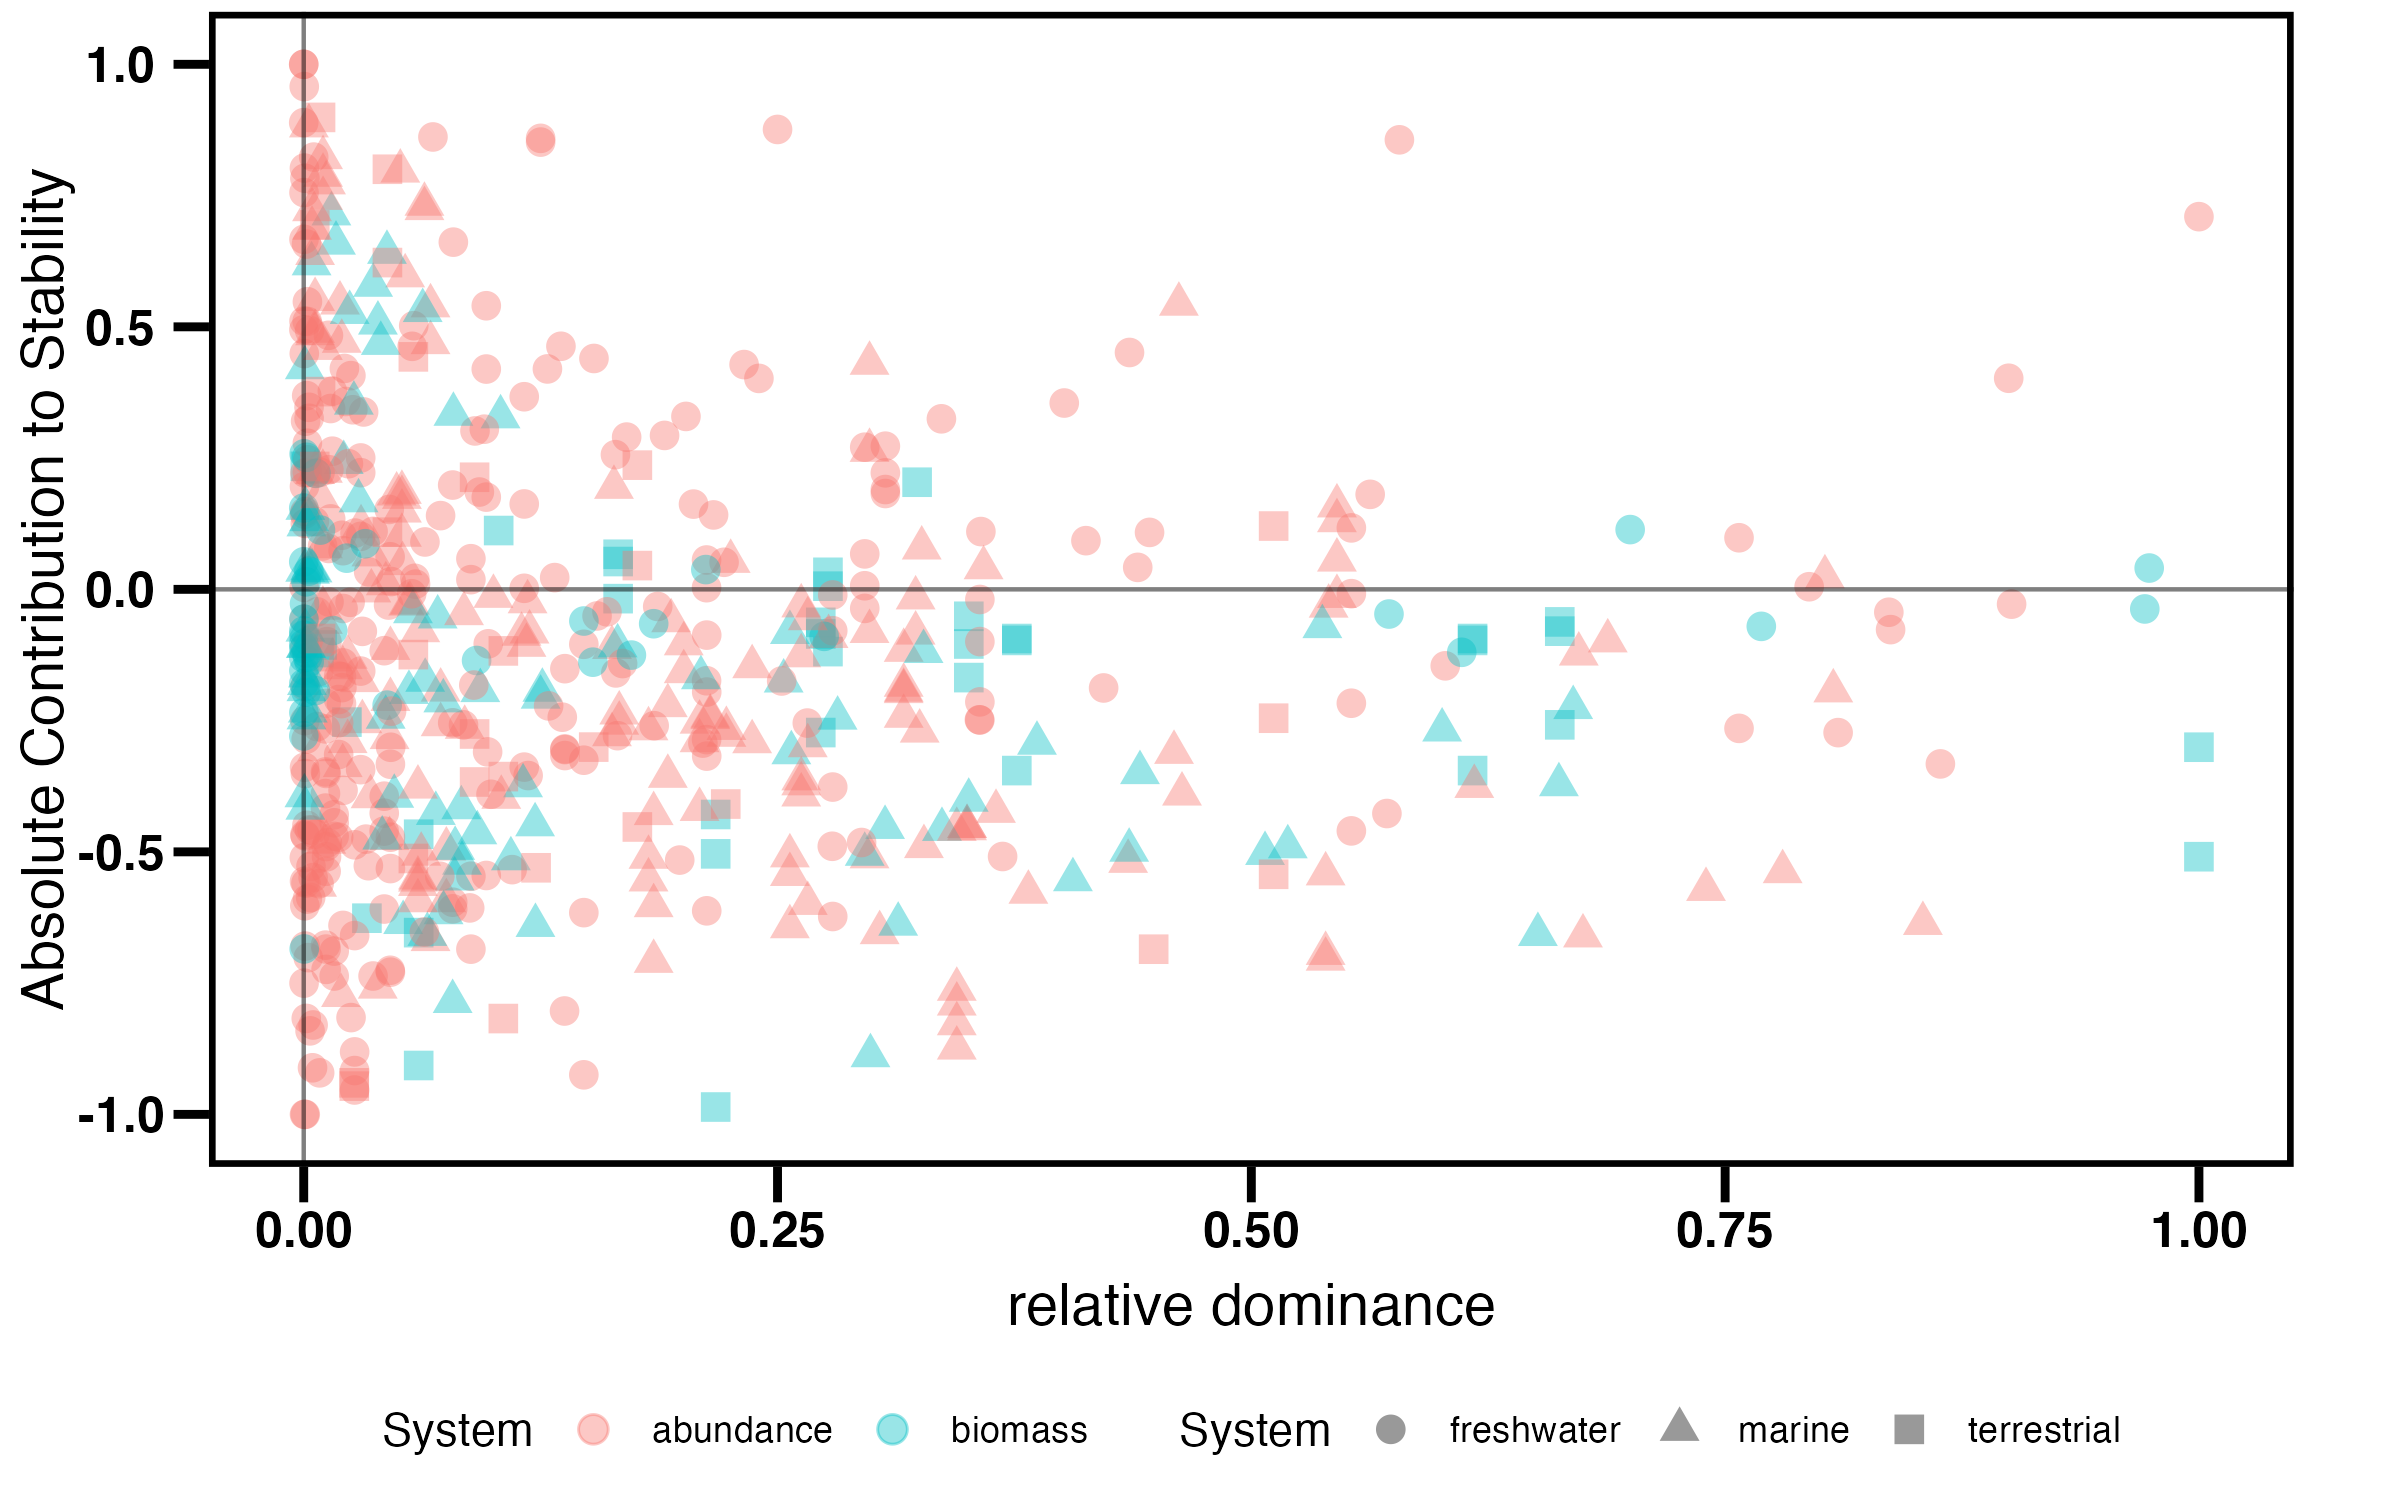 Absolute Contribution to Stability
1.0
0.5
0.0
-0.5
-1.0
0.00 0.25 0.50 0.75 1.00
relative dominance
System abundance biomass System freshwater marine terrestrial